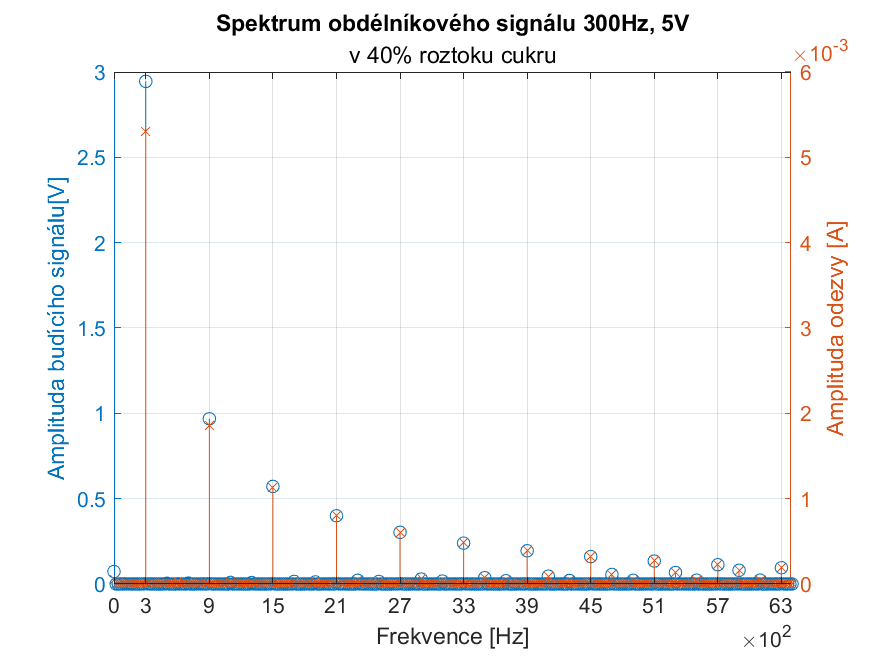 Spektrum obdélníkového signálu 300Hz, 5V
v 40% roztoku cukru
×10-3
3
2.5
2
1.5
1
0.5
0
6
5
4
3
2
1
0
Amplituda budícího signálu[V]
Amplituda odezvy [A]
0 3 9 15 21 27 33 39 45 51 57 63
Frekvence [Hz]
×102